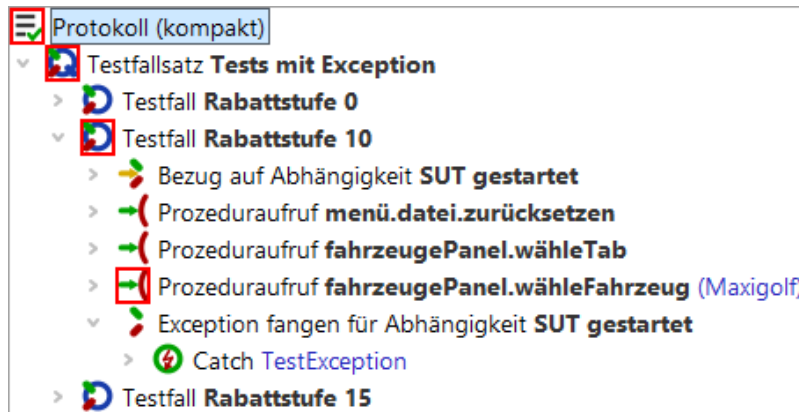 Protokoll (kompakt)
Testfallsatz Tests mit Exception
Testfall Rabattstufe 0
Testfall Rabattstufe 10
Bezug auf Abhängigkeit SUT gestartet
Prozeduraufruf menü.datei.zurücksetzen
Prozeduraufruf fahrzeugePanel.wähleTab
Prozeduraufruf fahrzeugePanel.wähleFahrzeug (Maxigolf)
Exception fangen für Abhängigkeit SUT gestartet
Catch TestException
Testfall Rabattstufe 15